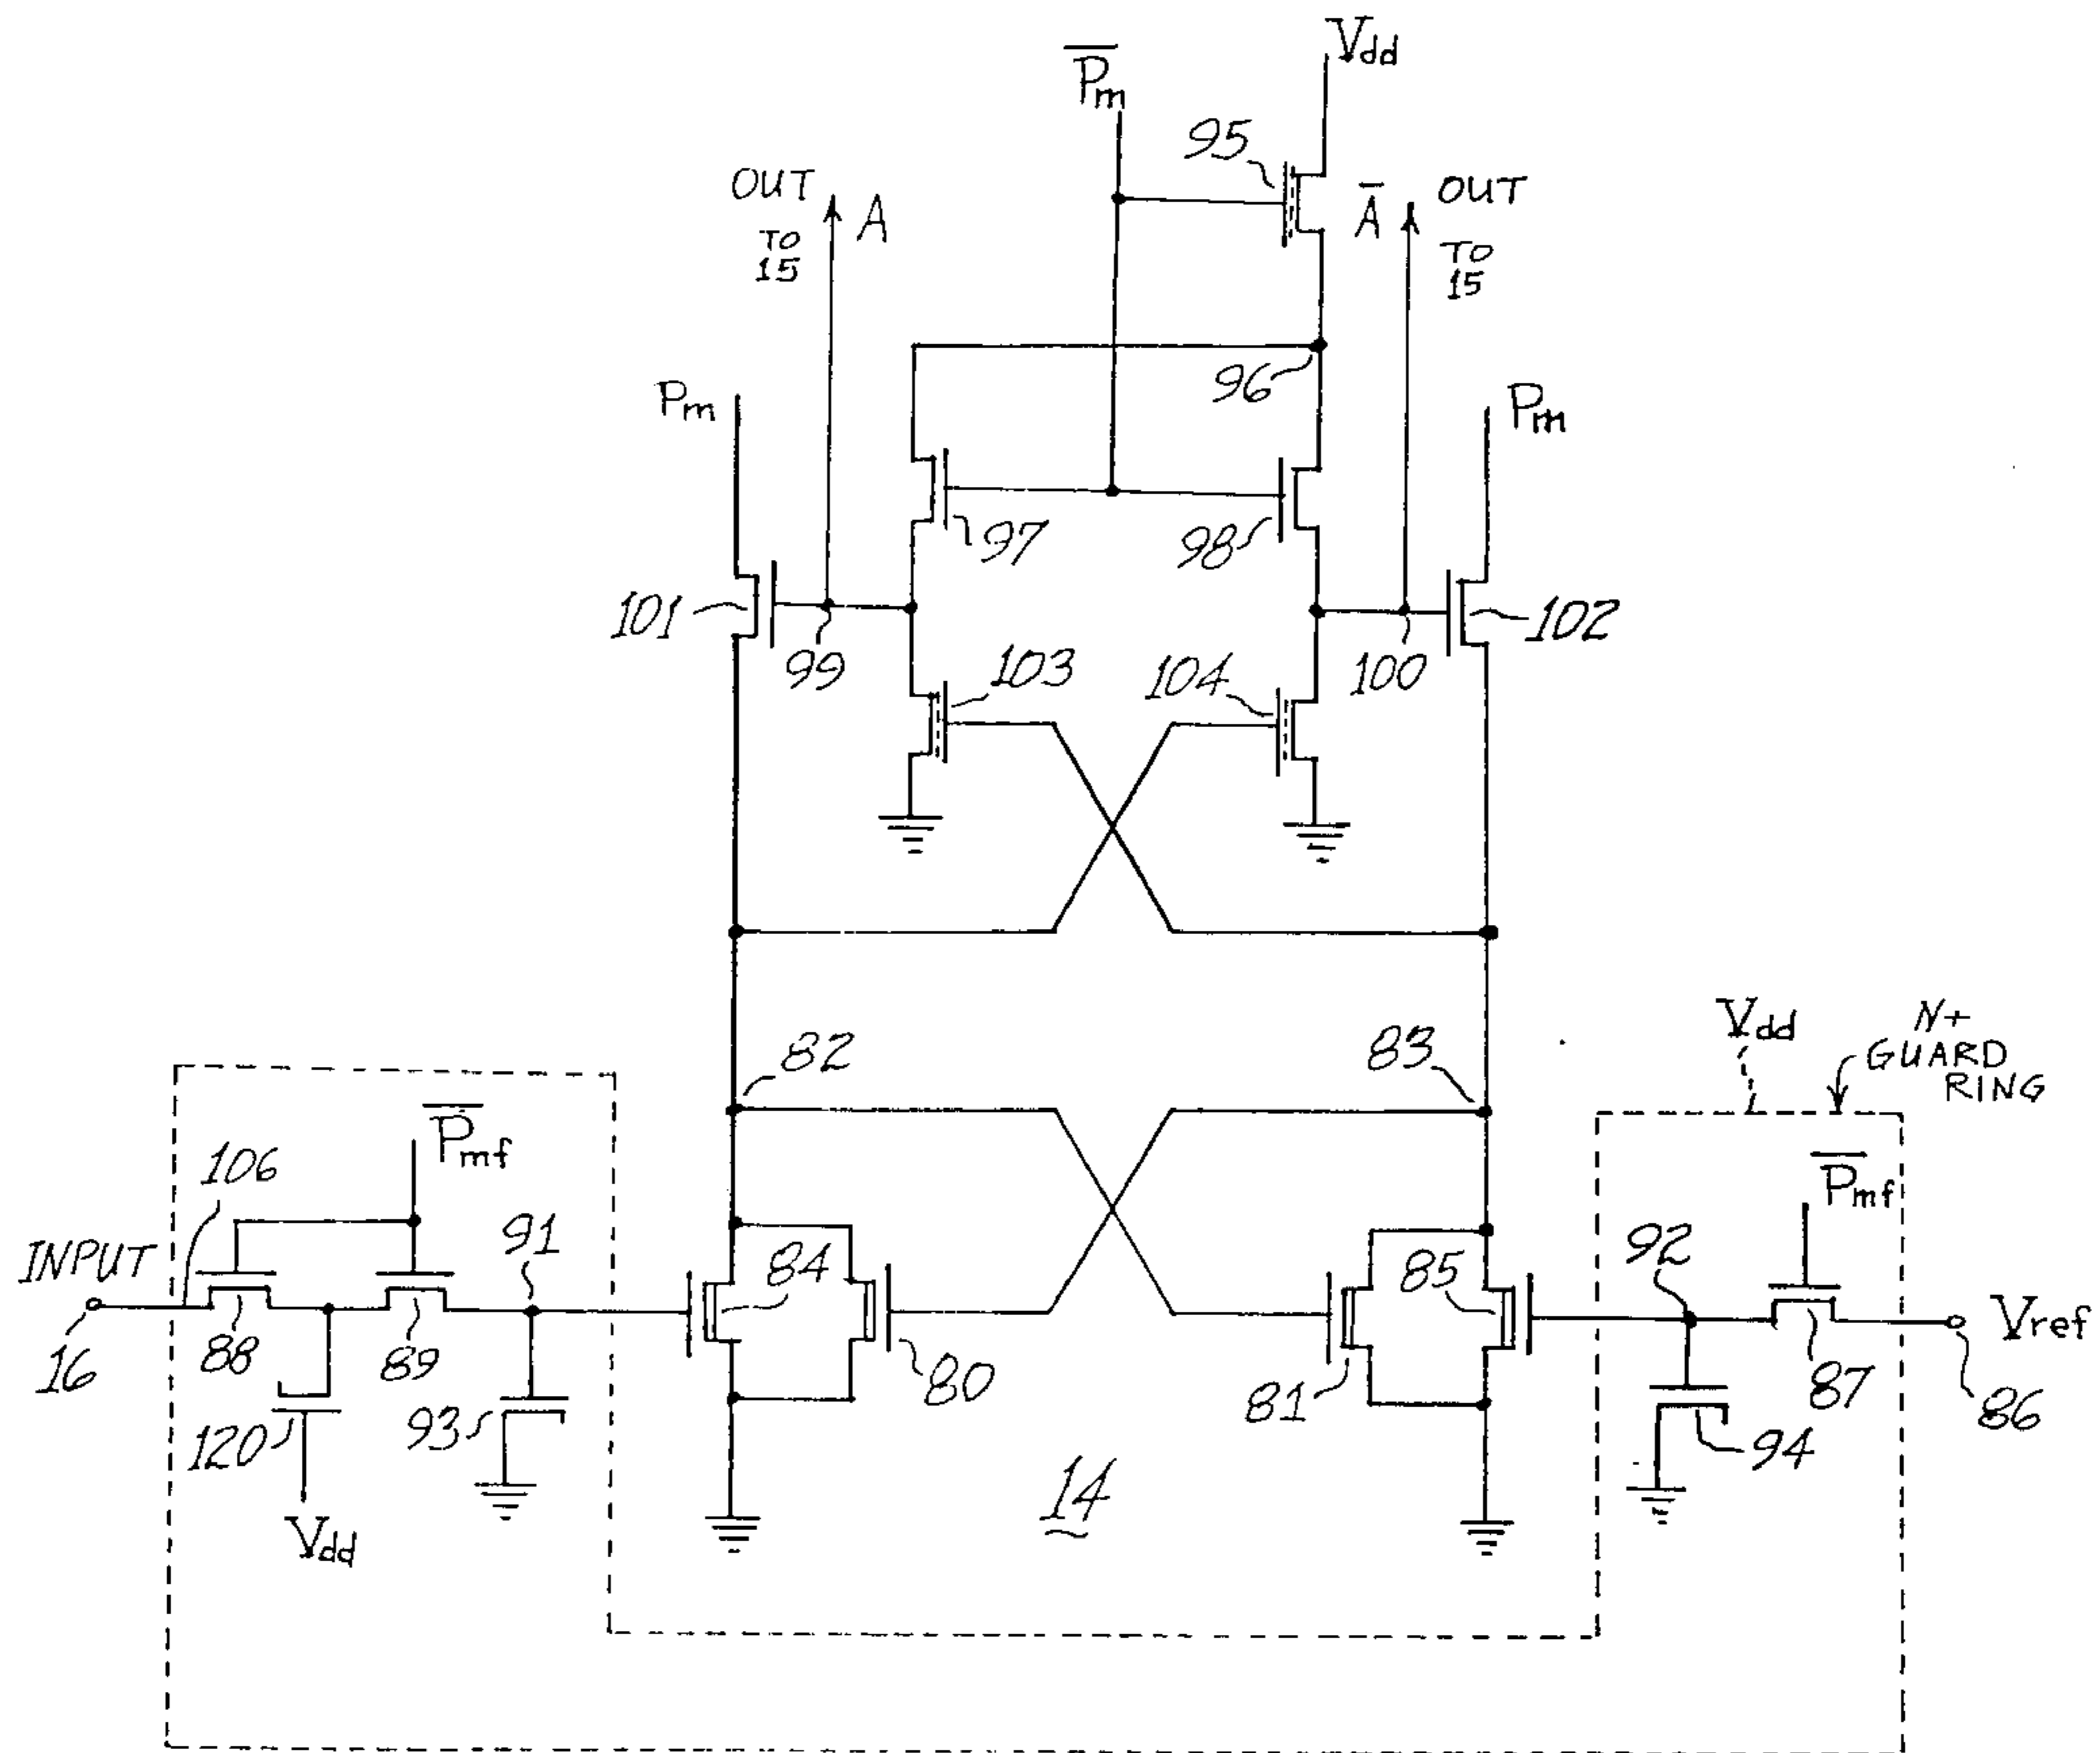 Vdd
P̅m
95
OUT
TO
15
A
A̅
OUT
TO
15
96
Pm
Pm
97
98
101
99
100
102
103
104
82
83
Vdd
N+
GUARD
RING
106
P̅mf
P̅mf
INPUT
91
84
85
92
16
88
89
80
81
87
Vref
86
120
93
94
Vdd
14